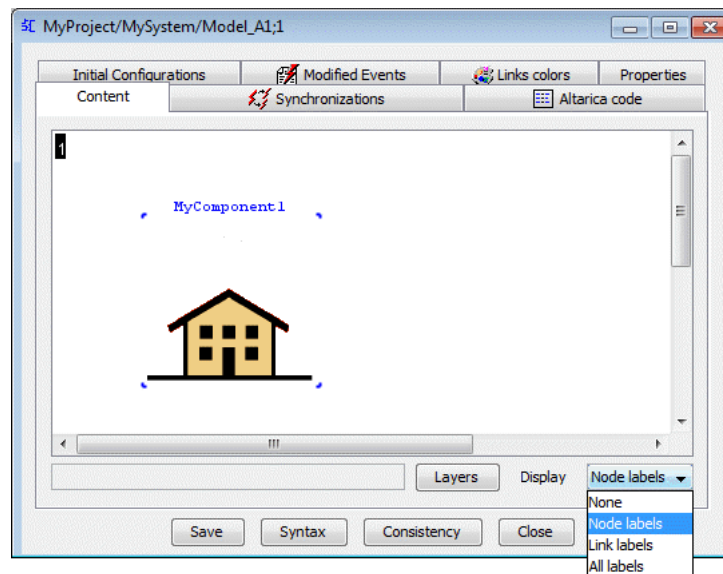 MyProject/MySystem/Model_A1;1
Initial Configurations Modified Events Links colors Properties
Content Synchronizations Altarica code
1
MyComponent1
Layers Display Node labels
None
Node labels
Link labels
All labels
Save Syntax Consistency Close